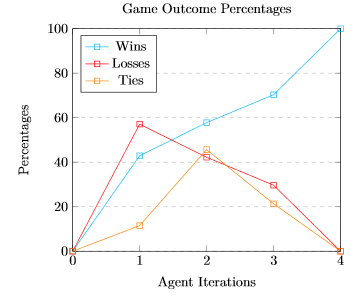 Game Outcome Percentages
100
80
60
40
20
0
Wins
Losses
Ties
Percentages
0 1 2 3 4
Agent Iterations